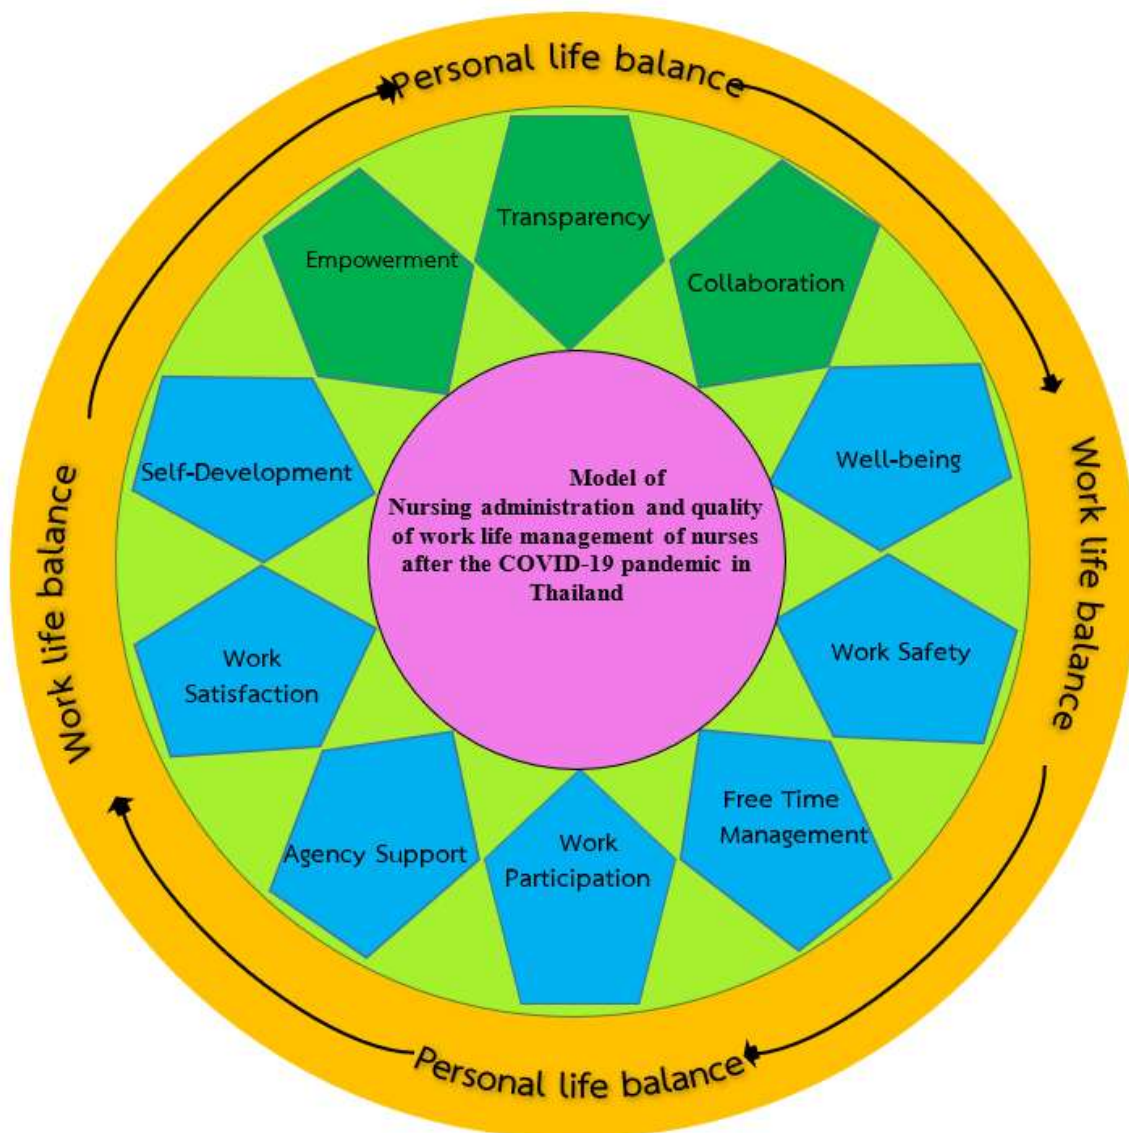 Personal life balance
Transparency
Empowerment
Collaboration
Self-Development
Well-being
Work life balance
Work life balance
Model of
Nursing administration and quality
of work life management of nurses
after the COVID-19 pandemic in
Thailand
Work
Satisfaction
Work Safety
Agency Support
Work
Participation
Free Time
Management
Personal life balance